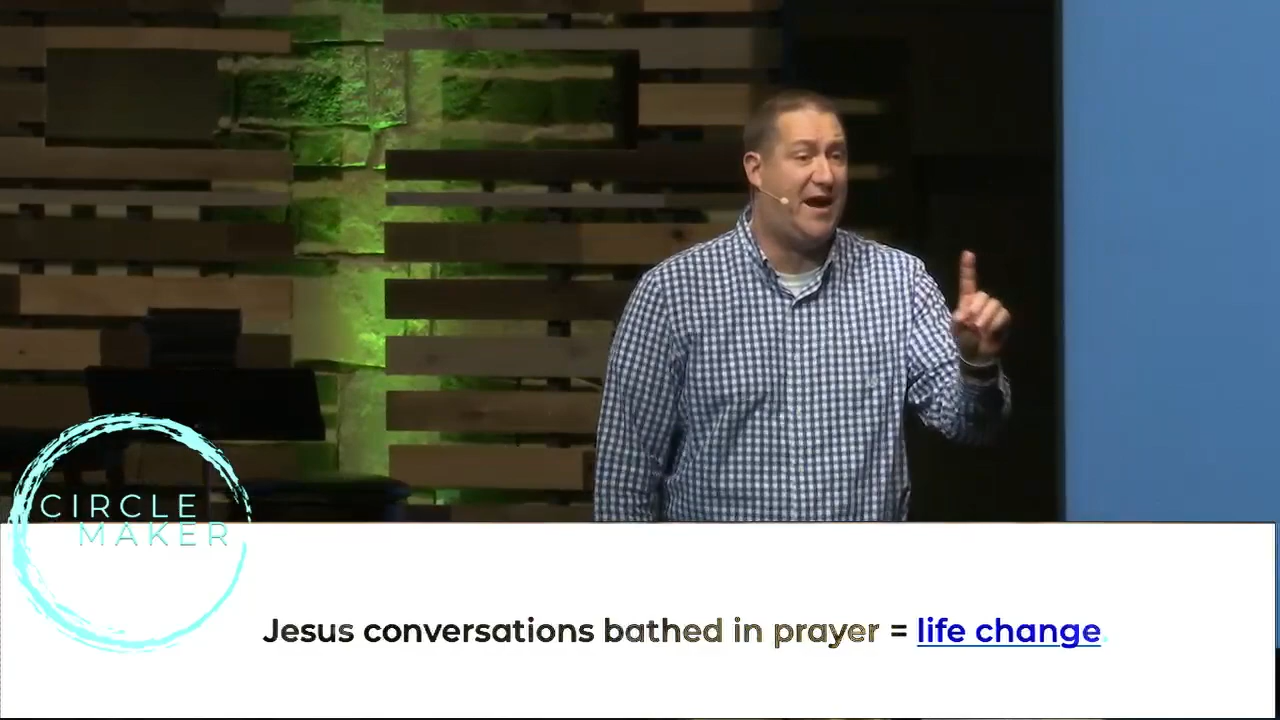 CIRCLE
MAKER
Jesus conversations bathed in prayer = life change.